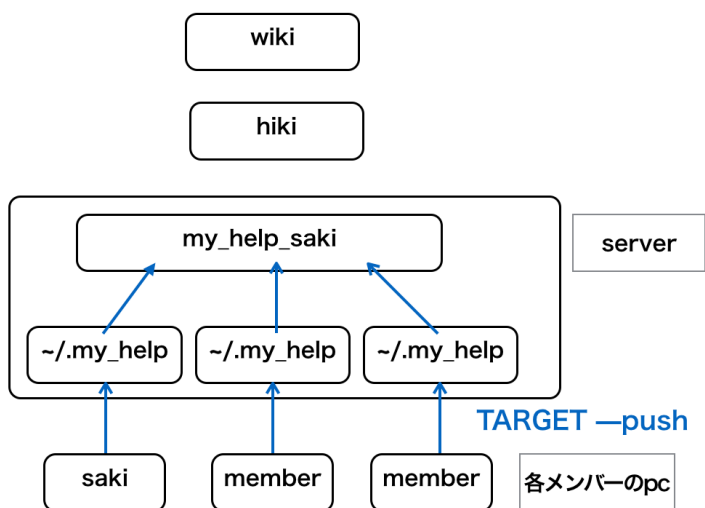 wiki
hiki
my_help_saki
server
~/.my_help ~/.my_help ~/.my_help
TARGET —push
saki member member 各メンバーのpc